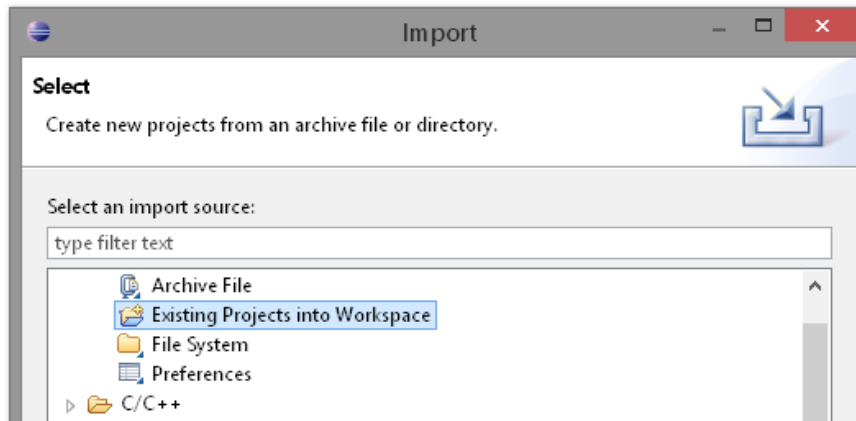 Import
Select
Create new projects from an archive file or directory.
Select an import source:
type filter text
Archive File
Existing Projects into Workspace
File System
Preferences
C/C++